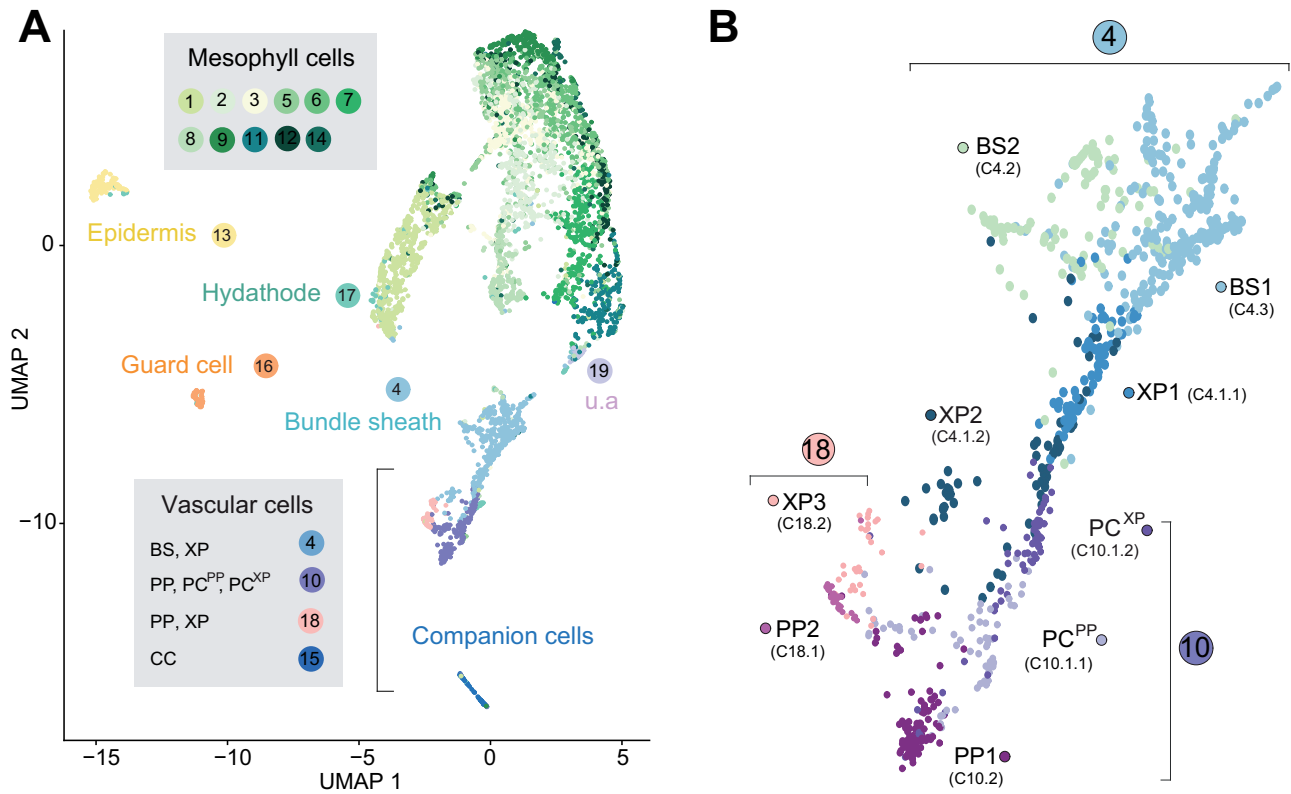 A
Mesophyll cells
1 2 3 5 6 7
8 9 11 12 14
Epidermis 13
Hydathode 17
Guard cell 16
4
Bundle sheath
19
u.a
Vascular cells
BS, XP 4
PP, PC^PP, PC^XP 10
PP, XP 18
CC 15
Companion cells
0
−10
UMAP 2
−15 −10 −5 0 5
UMAP 1
B
4
BS2
(C4.2)
BS1
(C4.3)
XP1 (C4.1.1)
XP2
(C4.1.2)
18
XP3
(C18.2)
PC^XP
(C10.1.2)
PP2
(C18.1)
PC^PP
(C10.1.1)
10
PP1
(C10.2)